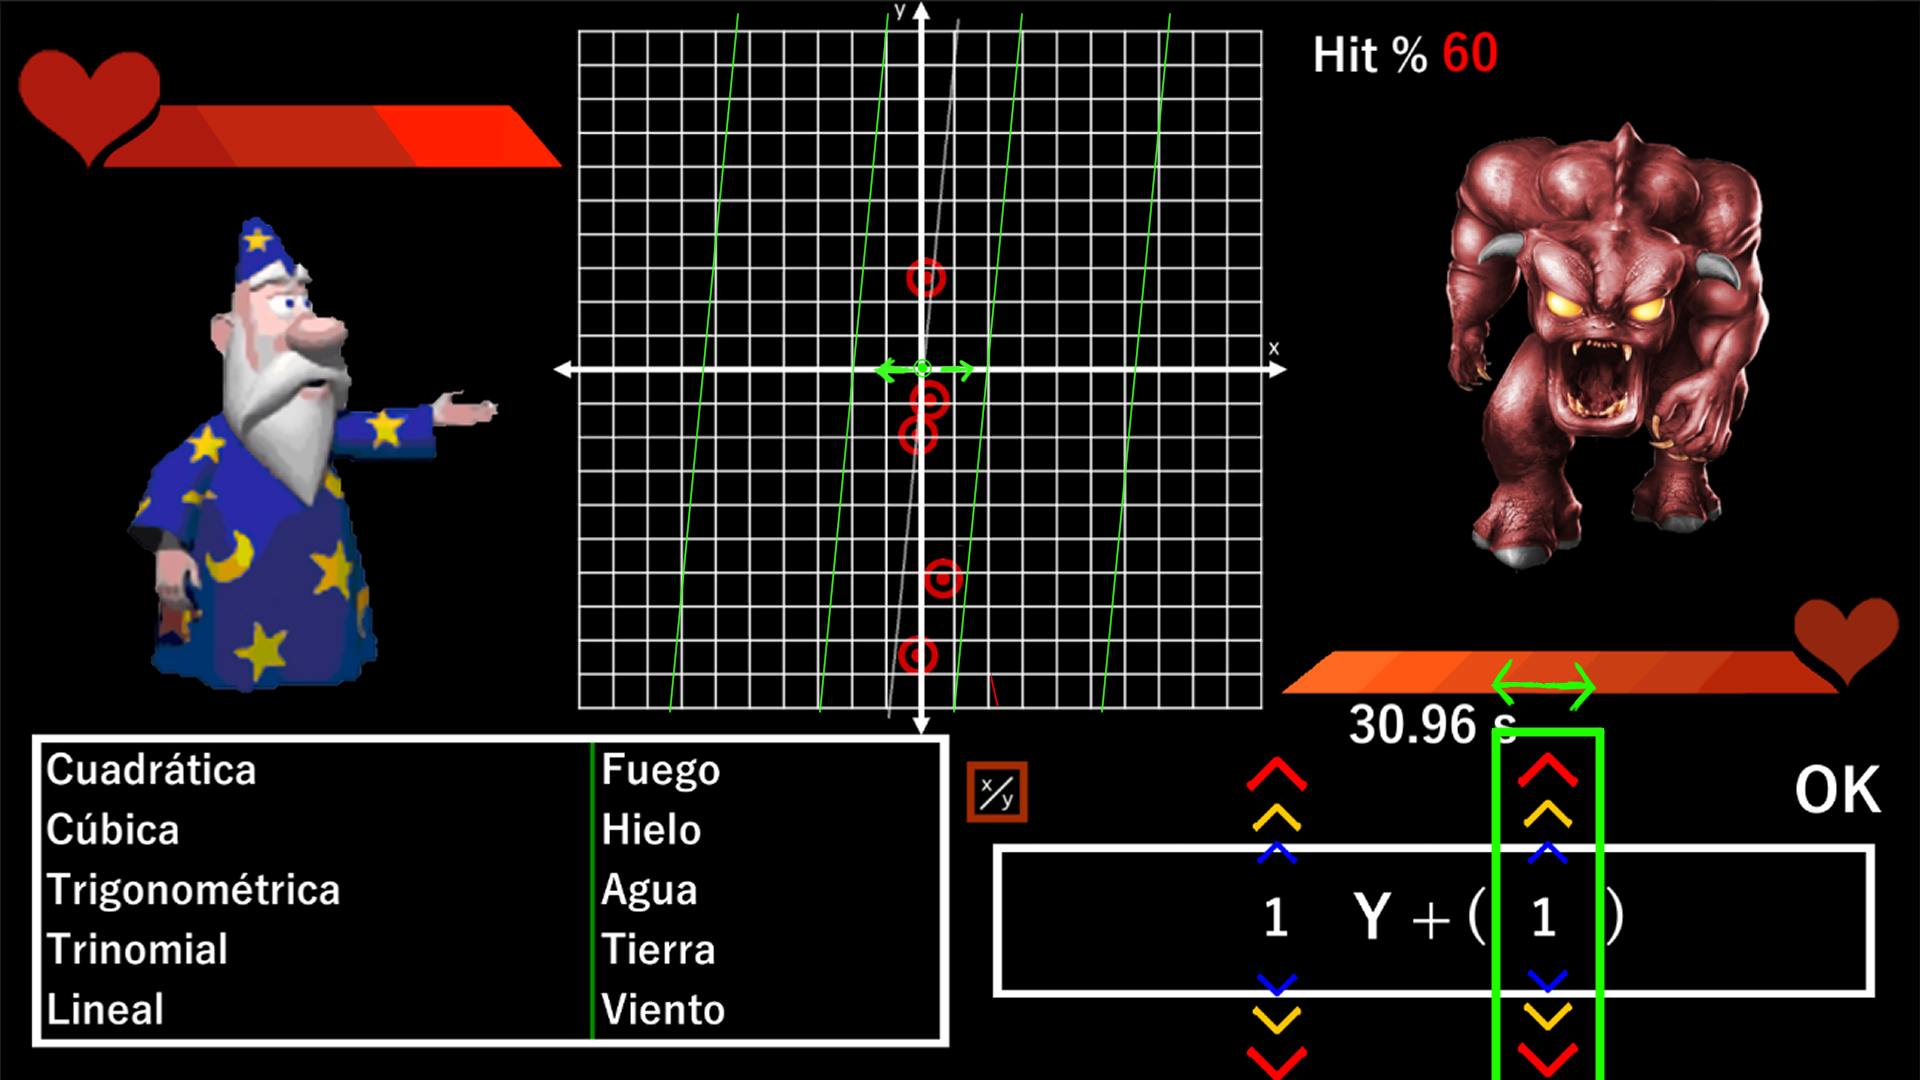 y
Hit % 60
x
30.96 s
Cuadrática
Cúbica
Trigonométrica
Trinomial
Lineal
Fuego
Hielo
Agua
Tierra
Viento
x/y
OK
1 Y + ( 1 )